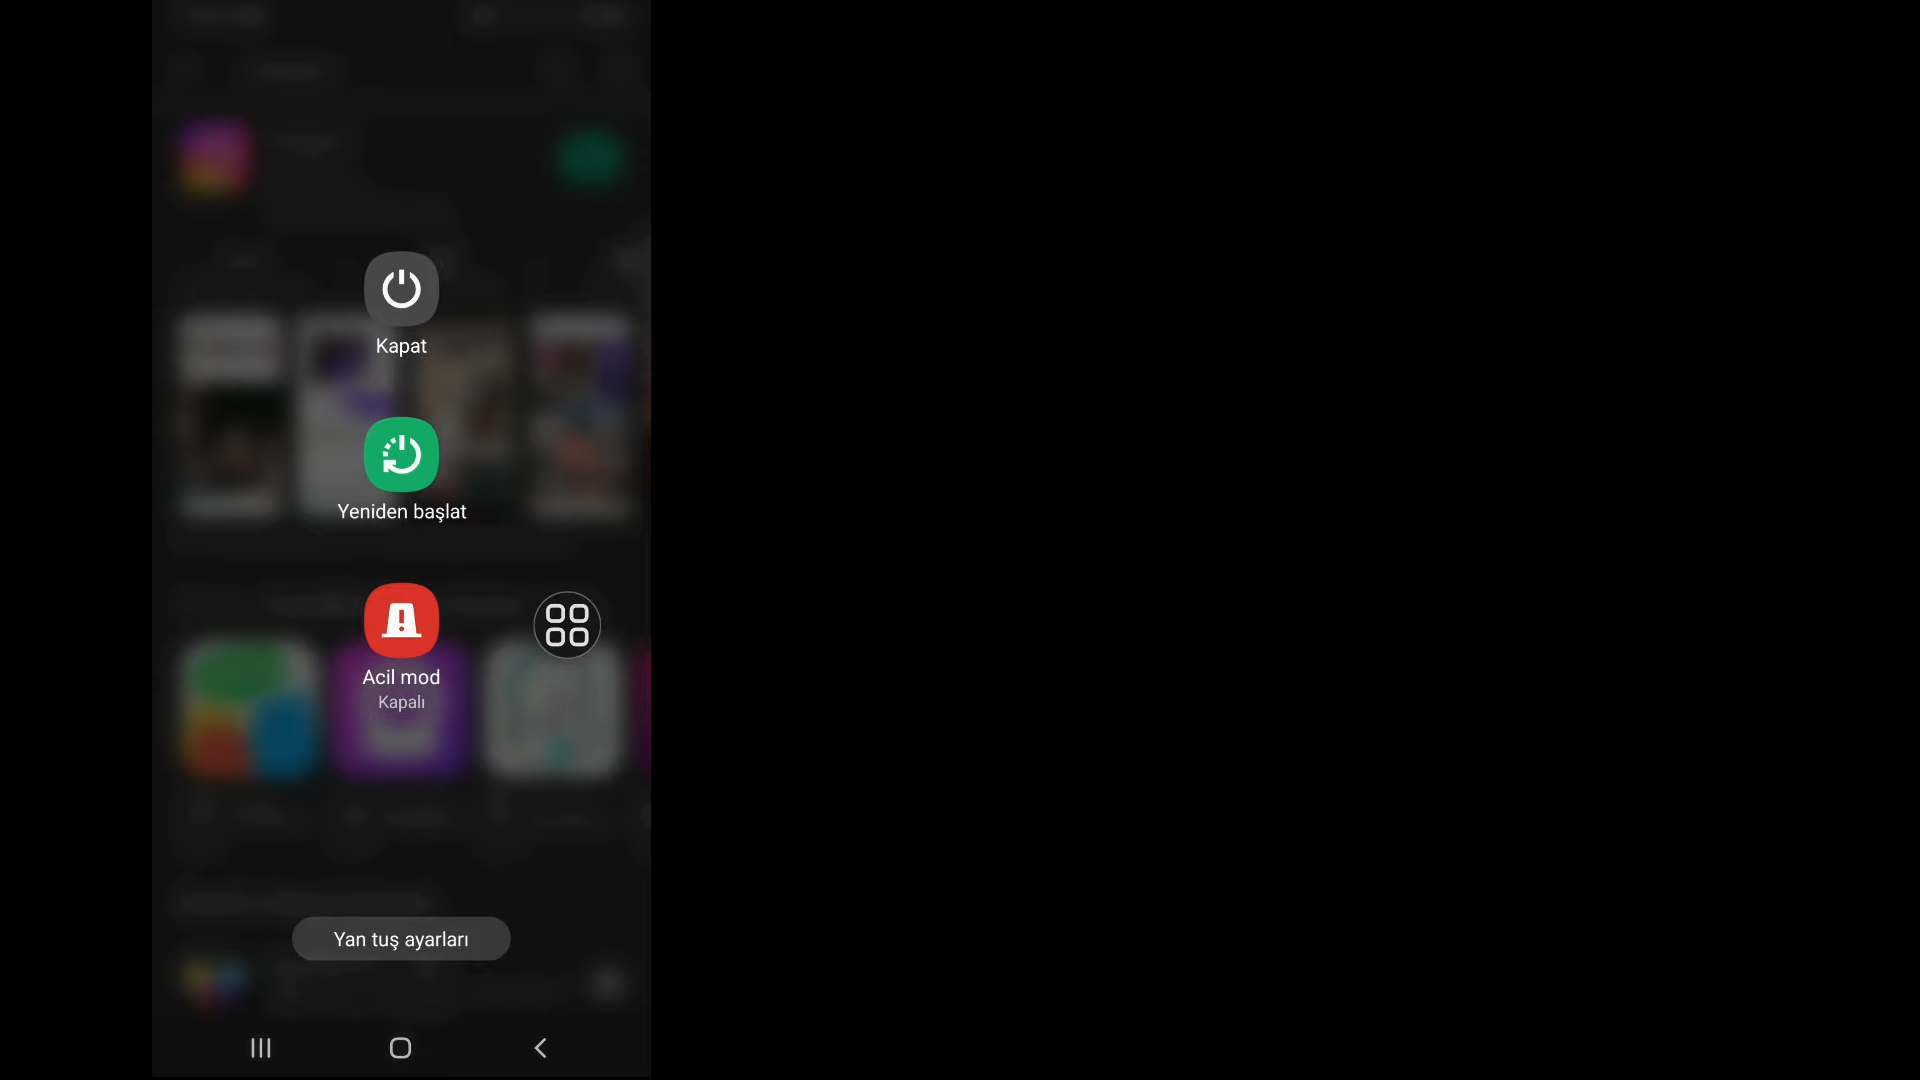 Kapat
Yeniden başlat
Acil mod
Kapalı
Yan tuş ayarları